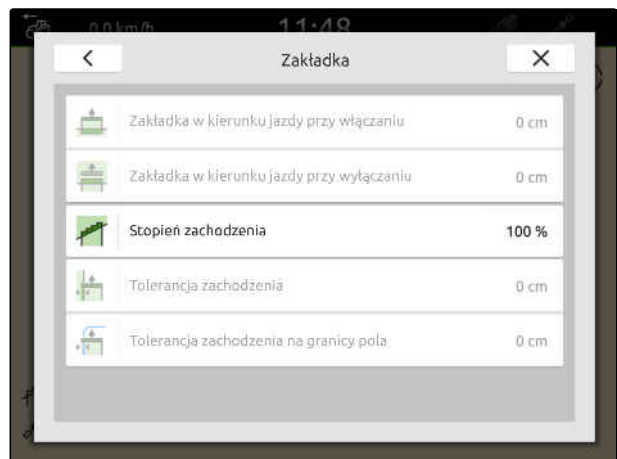 0.0 km/h 11:48
Zakładka
Zakładka w kierunku jazdy przy włączaniu 0 cm
Zakładka w kierunku jazdy przy wyłączaniu 0 cm
Stopień zachodzenia 100 %
Tolerancja zachodzenia 0 cm
Tolerancja zachodzenia na granicy pola 0 cm